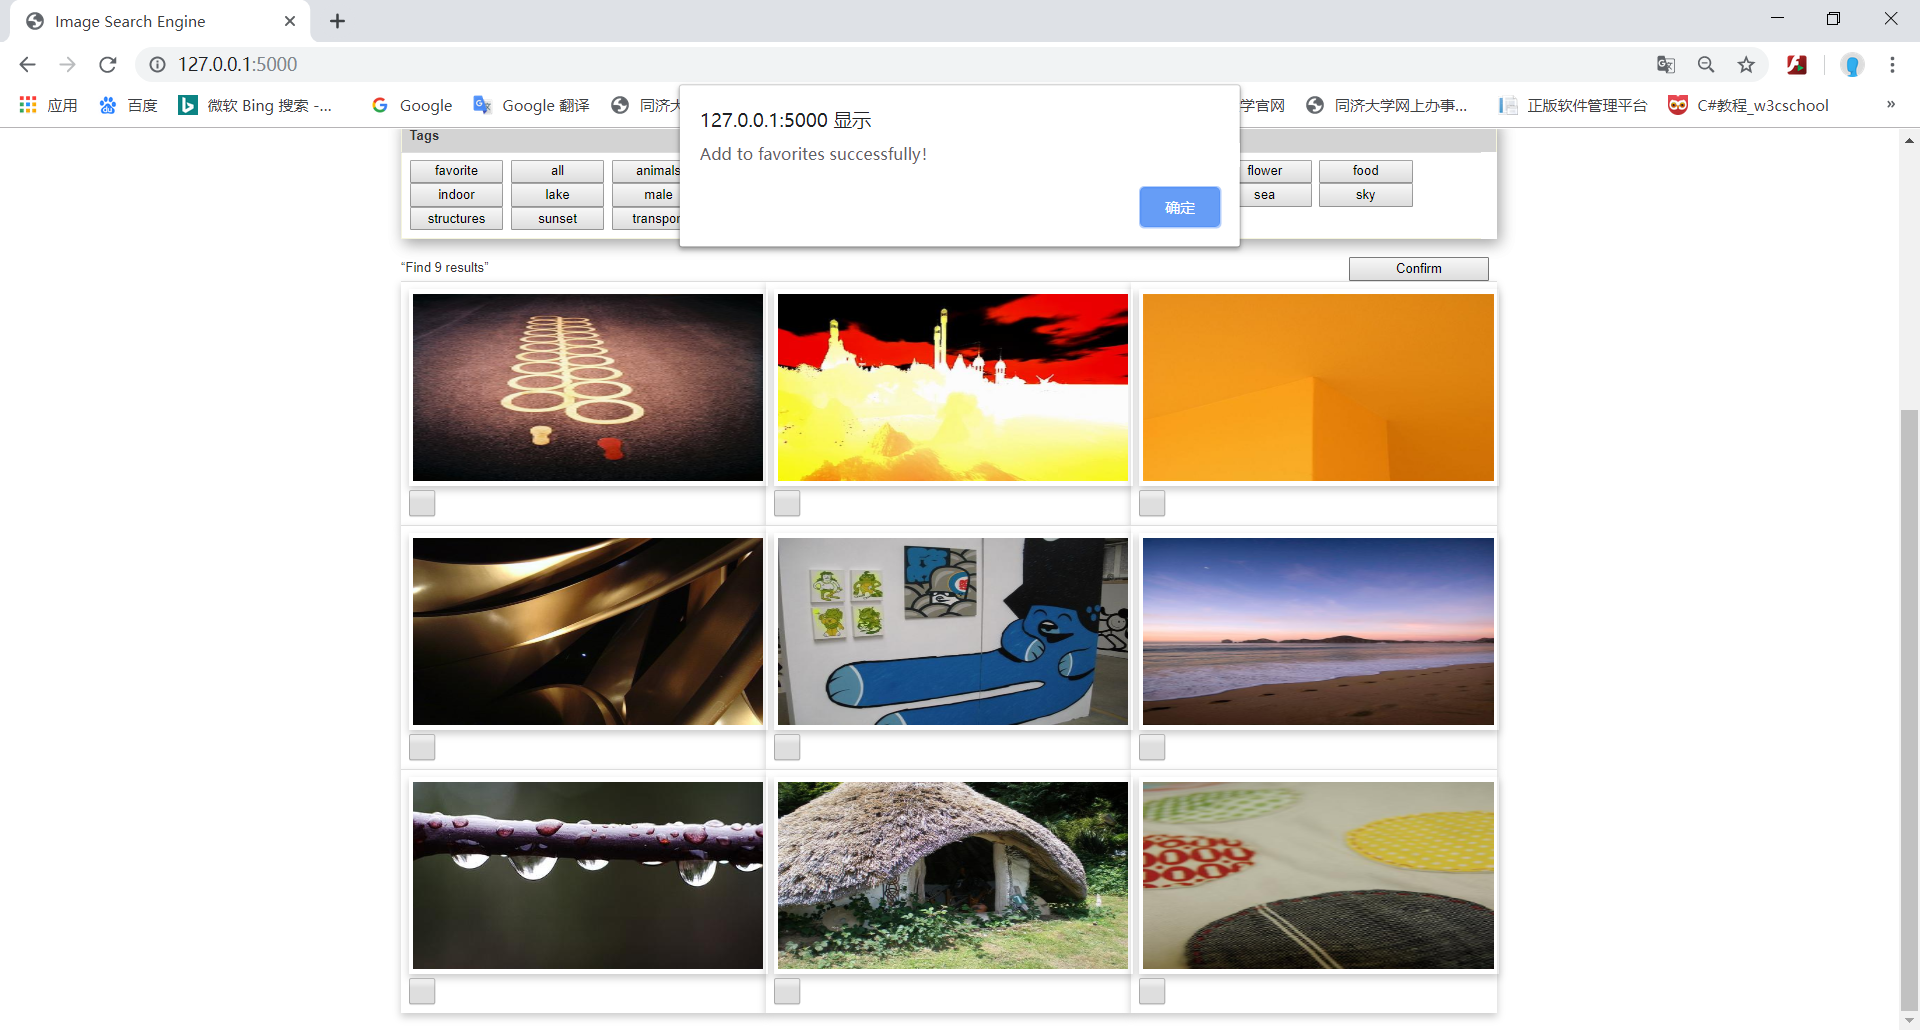 Image Search Engine
127.0.0.1:5000
应用 百度 微软 Bing 搜索 -... Google Google 翻译 同济大 学官网 同济大学网上办事... 正版软件管理平台 C#教程_w3cschool »
127.0.0.1:5000 显示
Add to favorites successfully!
确定
Tags
favorite all animals flower food
indoor lake male sea sky
structures sunset transpor
“Find 9 results” Confirm